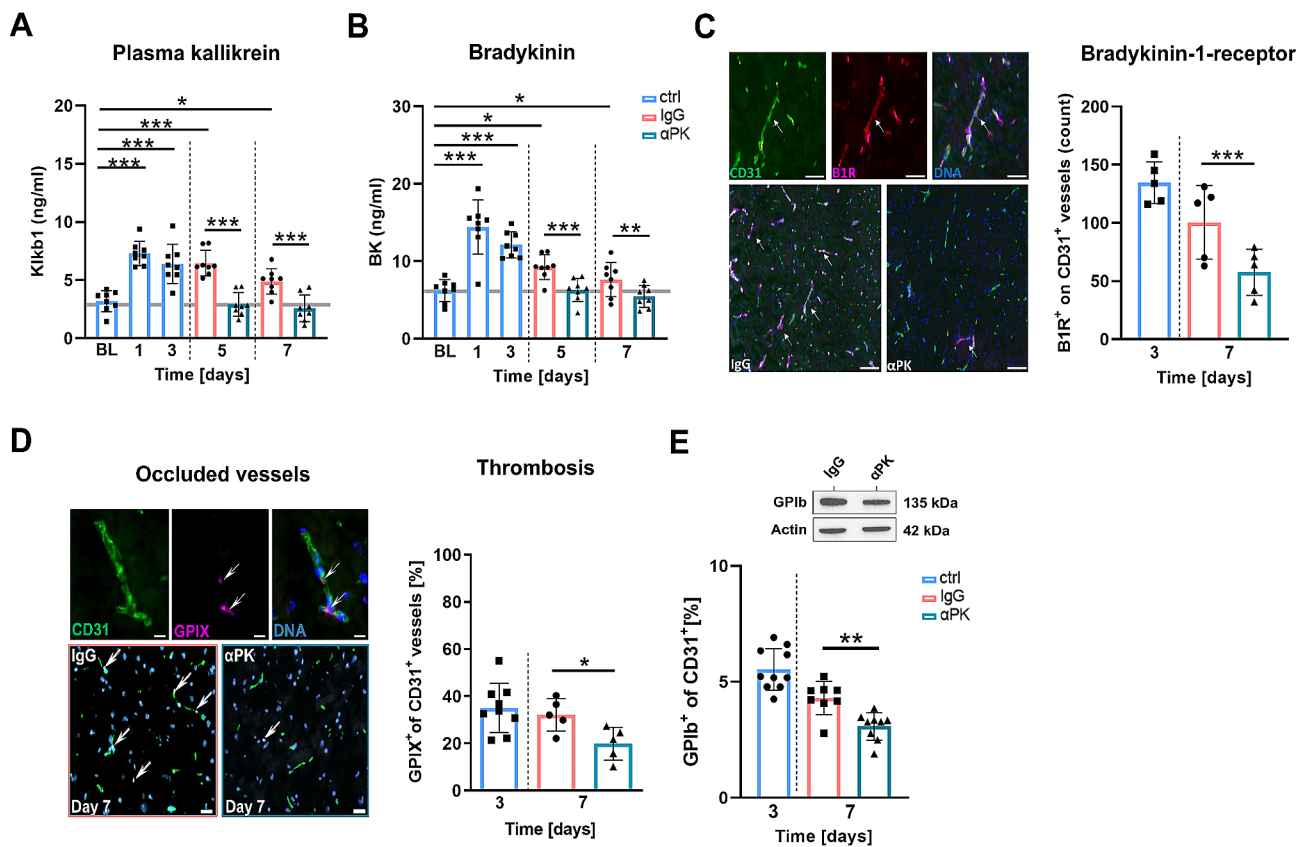 A
Plasma kallikrein
Klkb1 (ng/ml)
20
15
10
5
0
*
***
***
***
***
***
BL
1
3
5
7
Time [days]
B
Bradykinin
BK (ng/ml)
30
20
10
0
*
*
***
***
***
**
BL
1
3
5
7
Time [days]
ctrl
IgG
αPK
C
CD31
B1R
DNA
IgG
αPK
Bradykinin-1-receptor
B1R⁺ on CD31⁺ vessels (count)
200
150
100
50
0
***
3
7
Time [days]
D
Occluded vessels
CD31
GPIX
DNA
IgG
Day 7
αPK
Day 7
Thrombosis
GPIX⁺ of CD31⁺ vessels [%]
100
80
60
40
20
0
*
3
7
Time [days]
E
IgG
αPK
GPIb
135 kDa
Actin
42 kDa
GPIb⁺ of CD31⁺[%]
10
5
0
**
3
7
Time [days]
ctrl
IgG
αPK